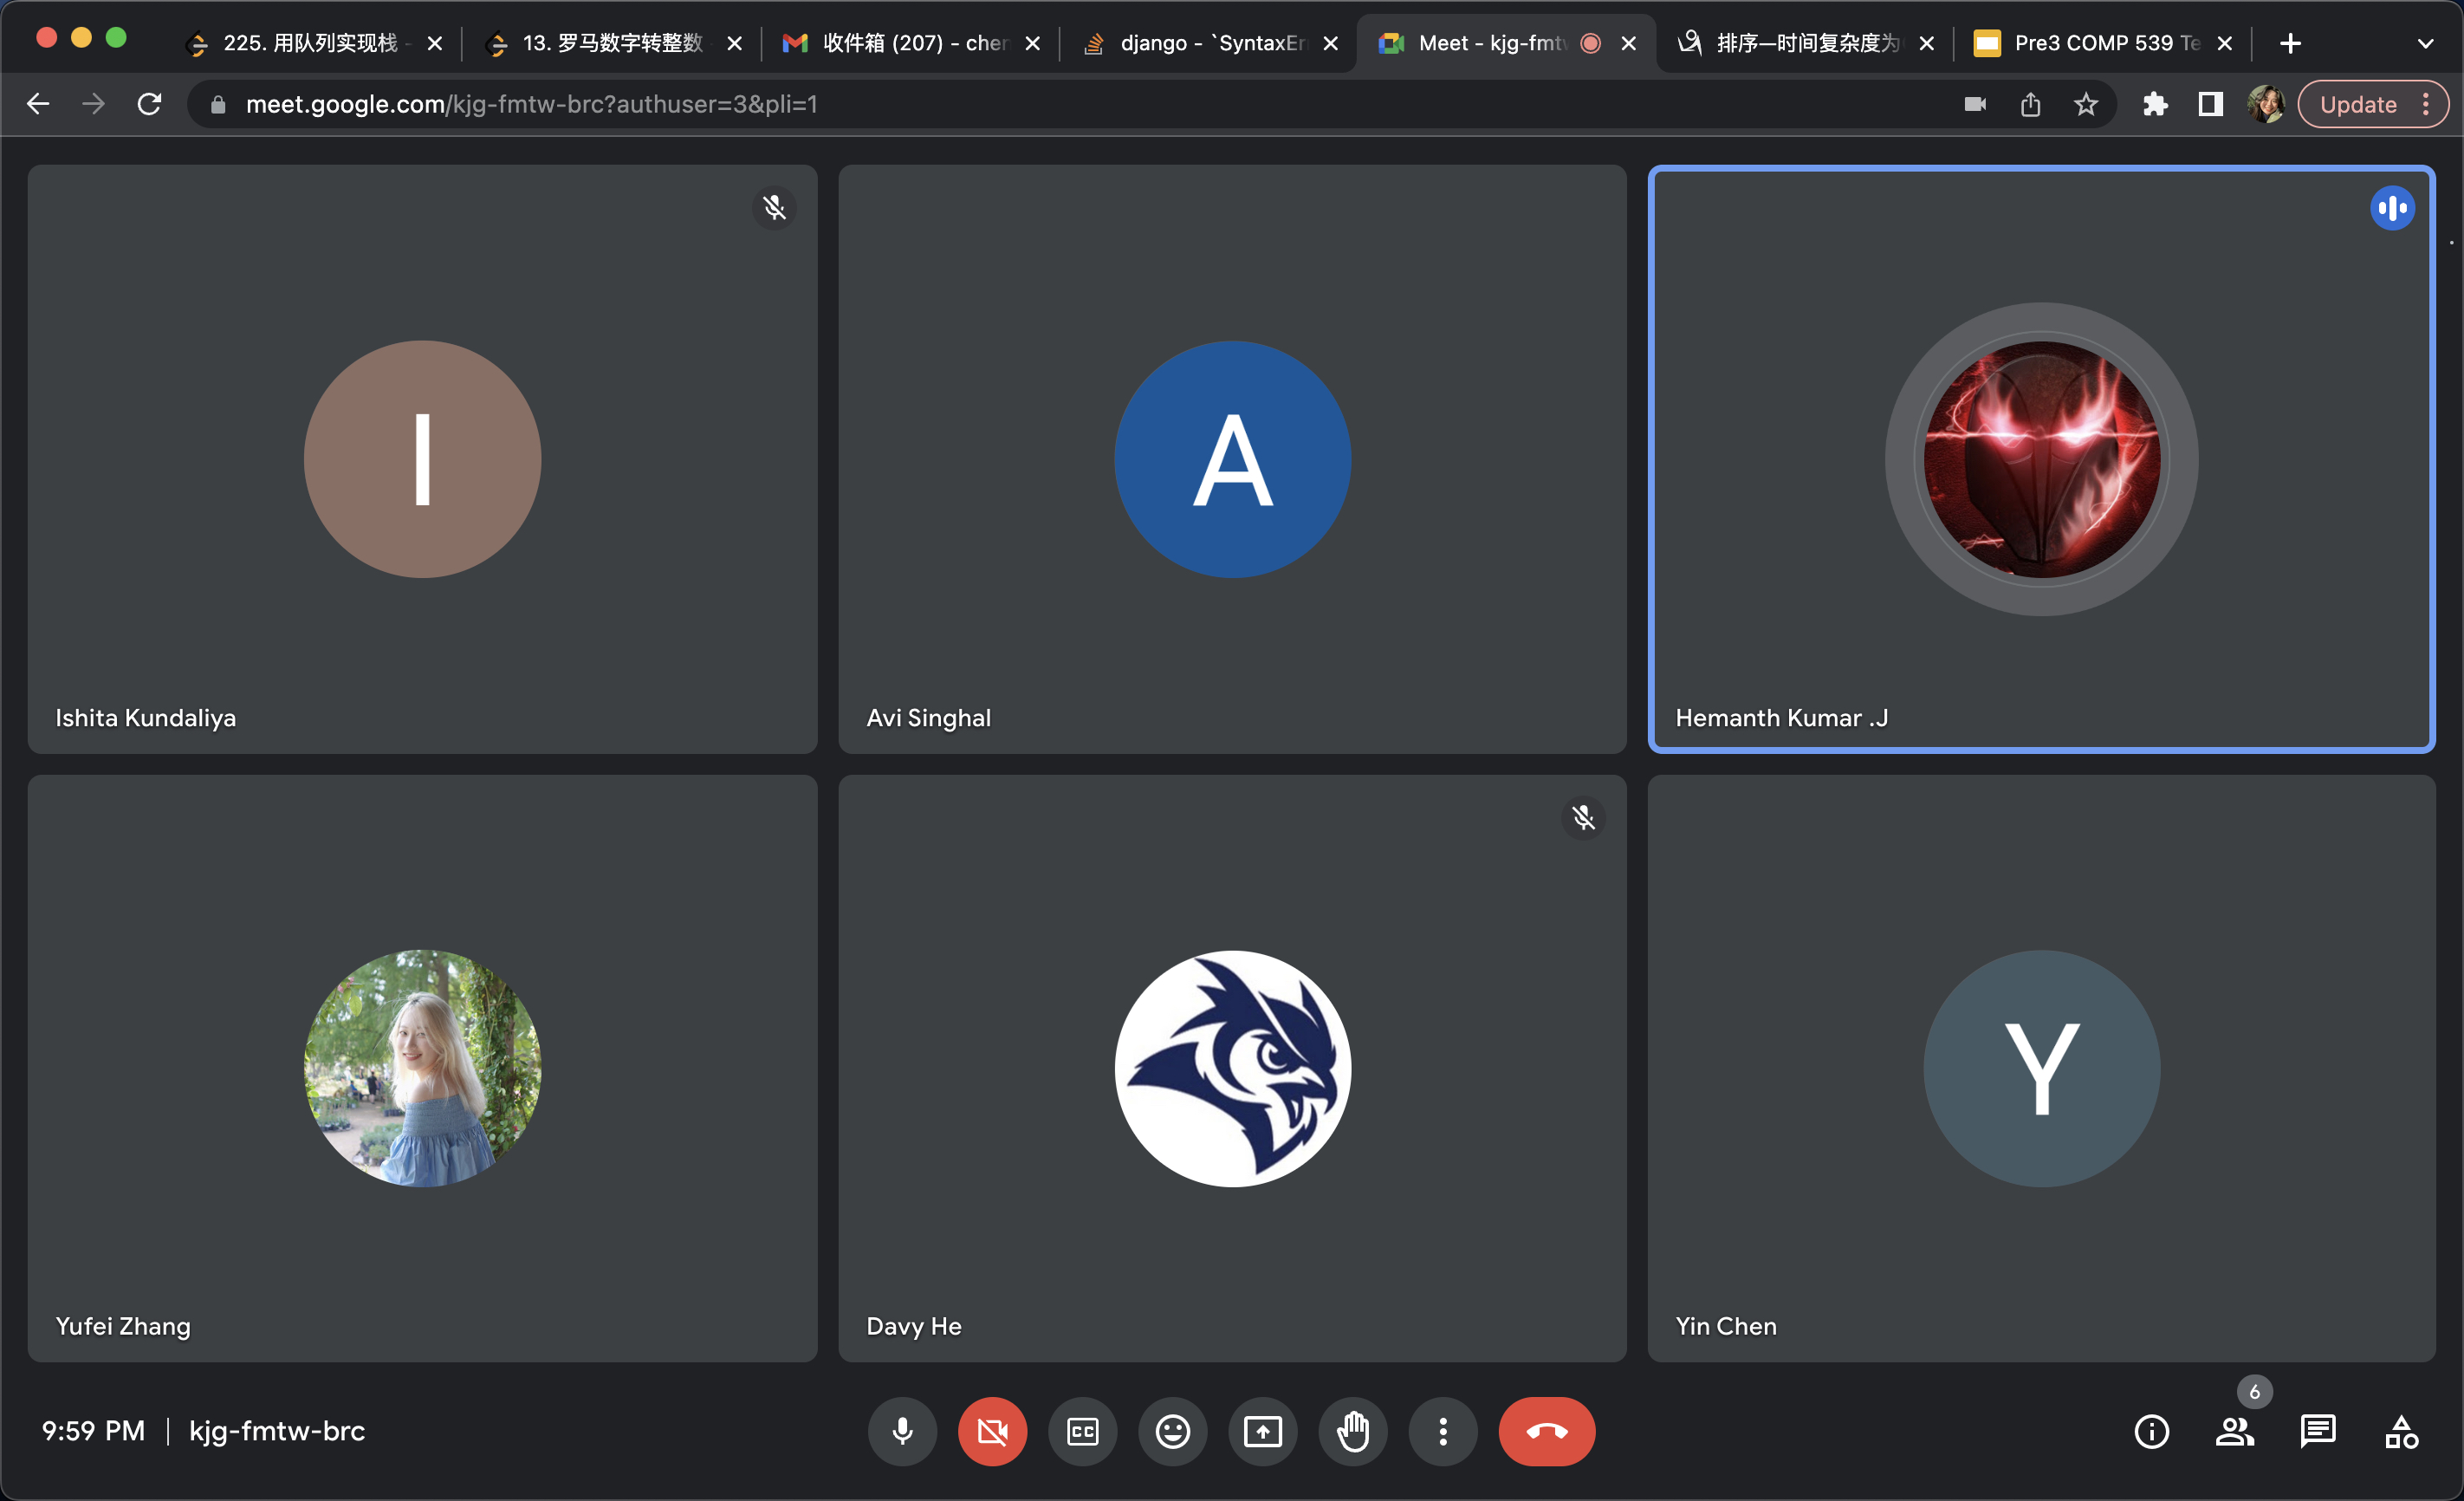 225. 用队列实现栈 -
13. 罗马数字转整数
收件箱 (207) - chen
django - `SyntaxEr
Meet - kjg-fmtw
排序—时间复杂度为
Pre3 COMP 539 Te
meet.google.com/kjg-fmtw-brc?authuser=3&pli=1
Update
I
A
Ishita Kundaliya
Avi Singhal
Hemanth Kumar .J
Y
Yufei Zhang
Davy He
Yin Chen
6
9:59 PM
kjg-fmtw-brc
CC